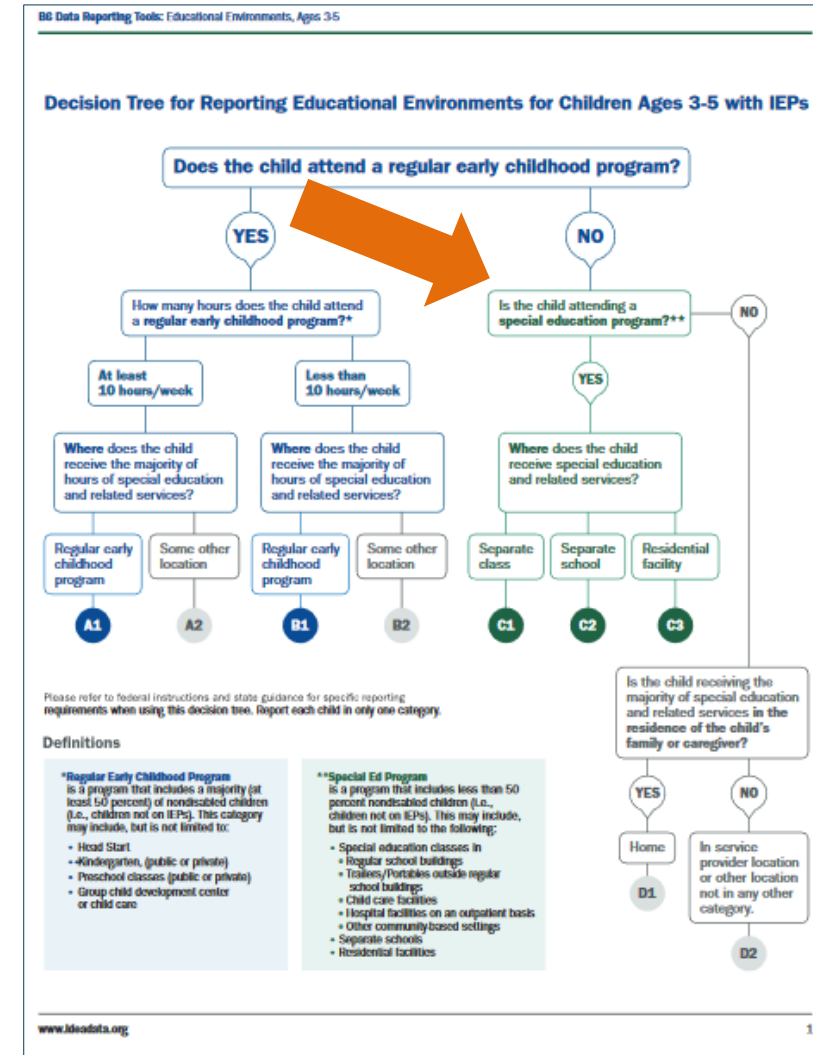 B6 Data Reporting Tools: Educational Environments, Ages 3-5
Decision Tree for Reporting Educational Environments for Children Ages 3-5 with IEPs
Does the child attend a regular early childhood program?
YES
NO
How many hours does the child attend
a regular early childhood program?*
Is the child attending a
special education program?**
NO
At least
10 hours/week
Less than
10 hours/week
YES
Where does the child
receive the majority of
hours of special education
and related services?
Where does the child
receive the majority of
hours of special education
and related services?
Where does the child
receive special education
and related services?
Regular early
childhood
program
Some other
location
Regular early
childhood
program
Some other
location
Separate
class
Separate
school
Residential
facility
A1
A2
B1
B2
C1
C2
C3
Is the child receiving the
majority of special education
and related services in the
residence of the child's
family or caregiver?
YES
NO
Home
In service
provider location
or other location
not in any other
category.
D1
D2
Please refer to federal instructions and state guidance for specific reporting
requirements when using this decision tree. Report each child in only one category.
Definitions
*Regular Early Childhood Program
is a program that includes a majority (at
least 50 percent) of nondisabled children
(i.e., children not on IEPs). This category
may include, but is not limited to:
• Head Start
• Kindergarten, (public or private)
• Preschool classes (public or private)
• Group child development center
or child care
**Special Ed Program
is a program that includes less than 50
percent nondisabled children (i.e.,
children not on IEPs). This may include,
but is not limited to the following:
• Special education classes in
• Regular school buildings
• Trailers/Portables outside regular
school buildings
• Child care facilities
• Hospital facilities on an outpatient basis
• Other community-based settings
• Separate schools
• Residential facilities
www.ideadata.org
1